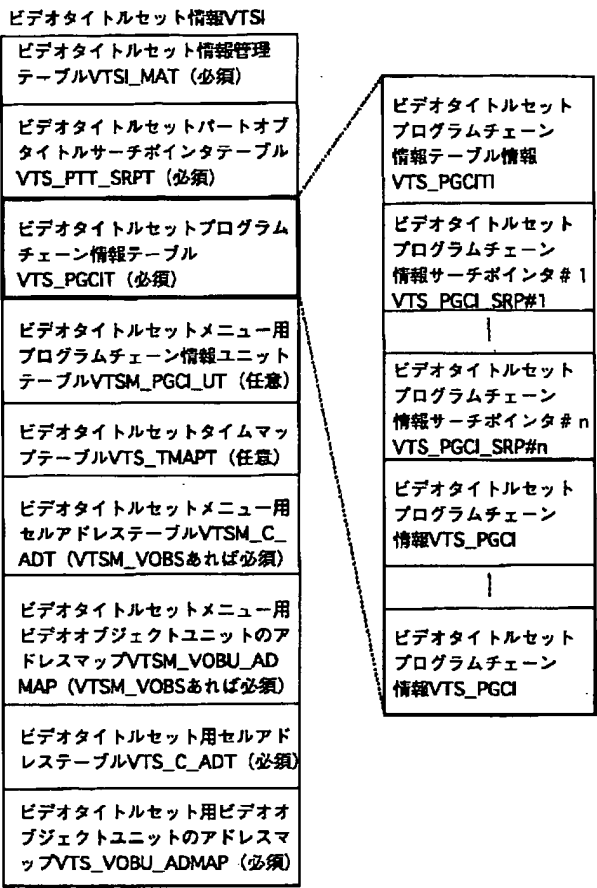 ビデオタイトルセット情報VTSI
ビデオタイトルセット情報管理
テーブルVTSI_MAT（必須）
ビデオタイトルセットパートオブ
タイトルサーチポインタテーブル
VTS_PTT_SRPT（必須）
ビデオタイトルセットプログラム
チェーン情報テーブル
VTS_PGCIT（必須）
ビデオタイトルセットメニュー用
プログラムチェーン情報ユニット
テーブルVTSM_PGCI_UT（任意）
ビデオタイトルセットタイムマッ
プテーブルVTS_TMAPT（任意）
ビデオタイトルセットメニュー用
セルアドレステーブルVTSM_C_
ADT（VTSM_VOBSあれば必須）
ビデオタイトルセットメニュー用
ビデオオブジェクトユニットのア
ドレスマップVTSM_VOBU_AD
MAP（VTSM_VOBSあれば必須）
ビデオタイトルセット用セルアド
レステーブルVTS_C_ADT（必須）
ビデオタイトルセット用ビデオオ
ブジェクトユニットのアドレスマ
ップVTS_VOBU_ADMAP（必須）
ビデオタイトルセット
プログラムチェーン
情報テーブル情報
VTS_PGCITI
ビデオタイトルセット
プログラムチェーン
情報サーチポインタ＃1
VTS_PGCI_SRP#1
ビデオタイトルセット
プログラムチェーン
情報サーチポインタ＃n
VTS_PGCI_SRP#n
ビデオタイトルセット
プログラムチェーン
情報VTS_PGCI
ビデオタイトルセット
プログラムチェーン
情報VTS_PGCI